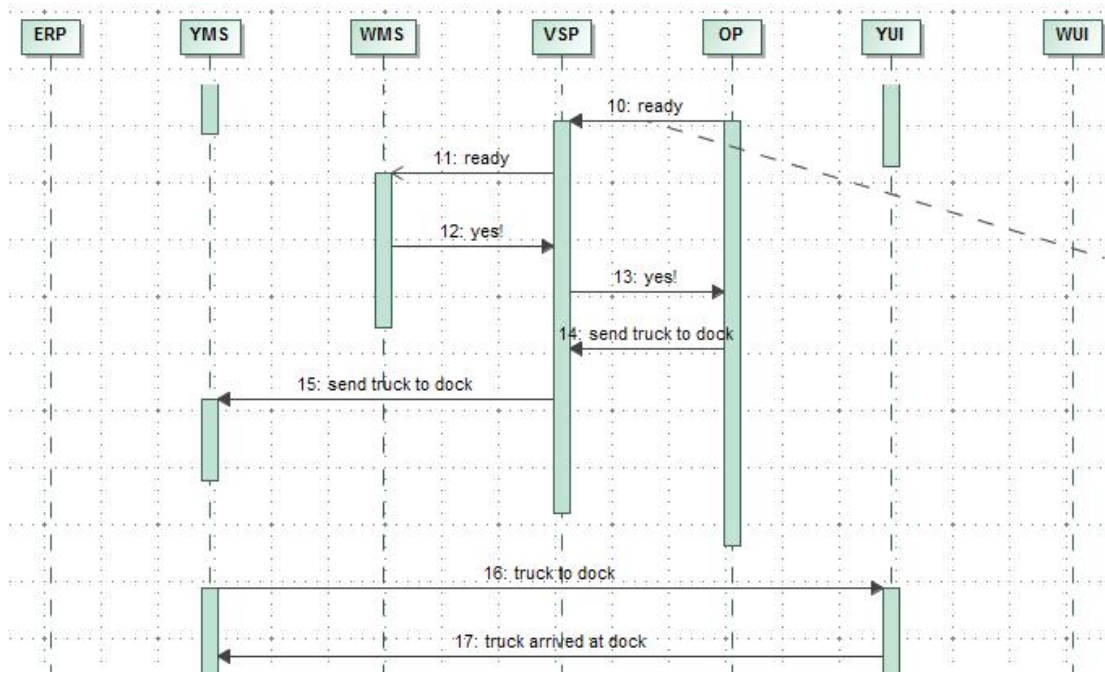 ERP YMS WMS VSP OP YUI WUI
10: ready
11: ready
12: yes!
13: yes!
14: send truck to dock
15: send truck to dock
16: truck to dock
17: truck arrived at dock